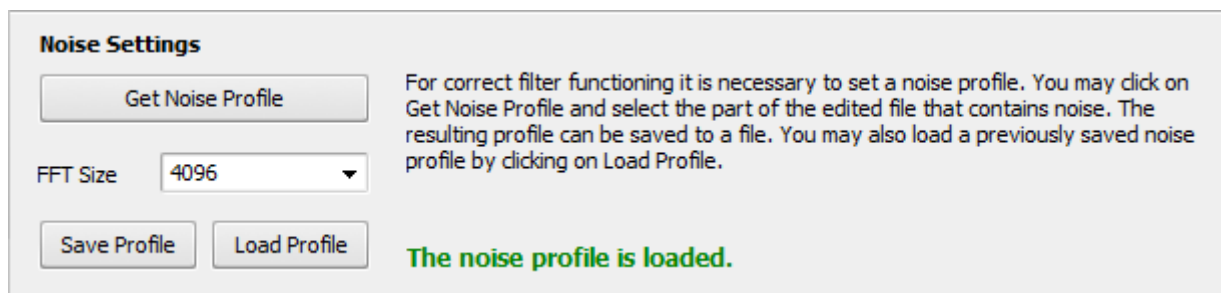 Noise Settings
Get Noise Profile
For correct filter functioning it is necessary to set a noise profile. You may click on
Get Noise Profile and select the part of the edited file that contains noise. The
resulting profile can be saved to a file. You may also load a previously saved noise
profile by clicking on Load Profile.
FFT Size
4096
Save Profile
Load Profile
The noise profile is loaded.